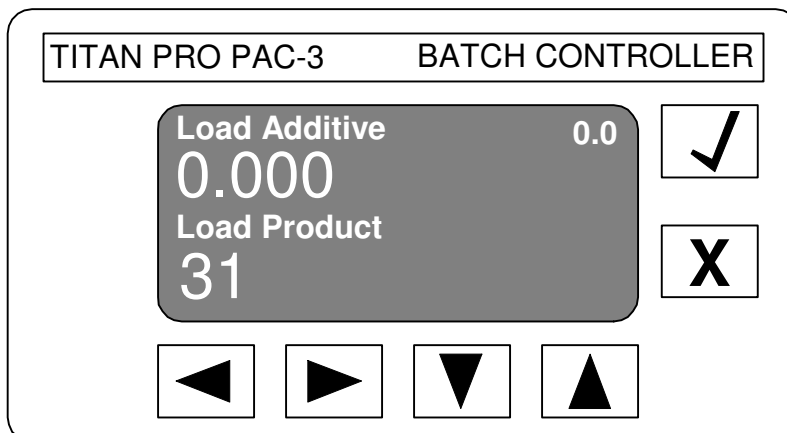 TITAN PRO PAC-3 BATCH CONTROLLER
Load Additive 0.0
0.000
Load Product
31
X